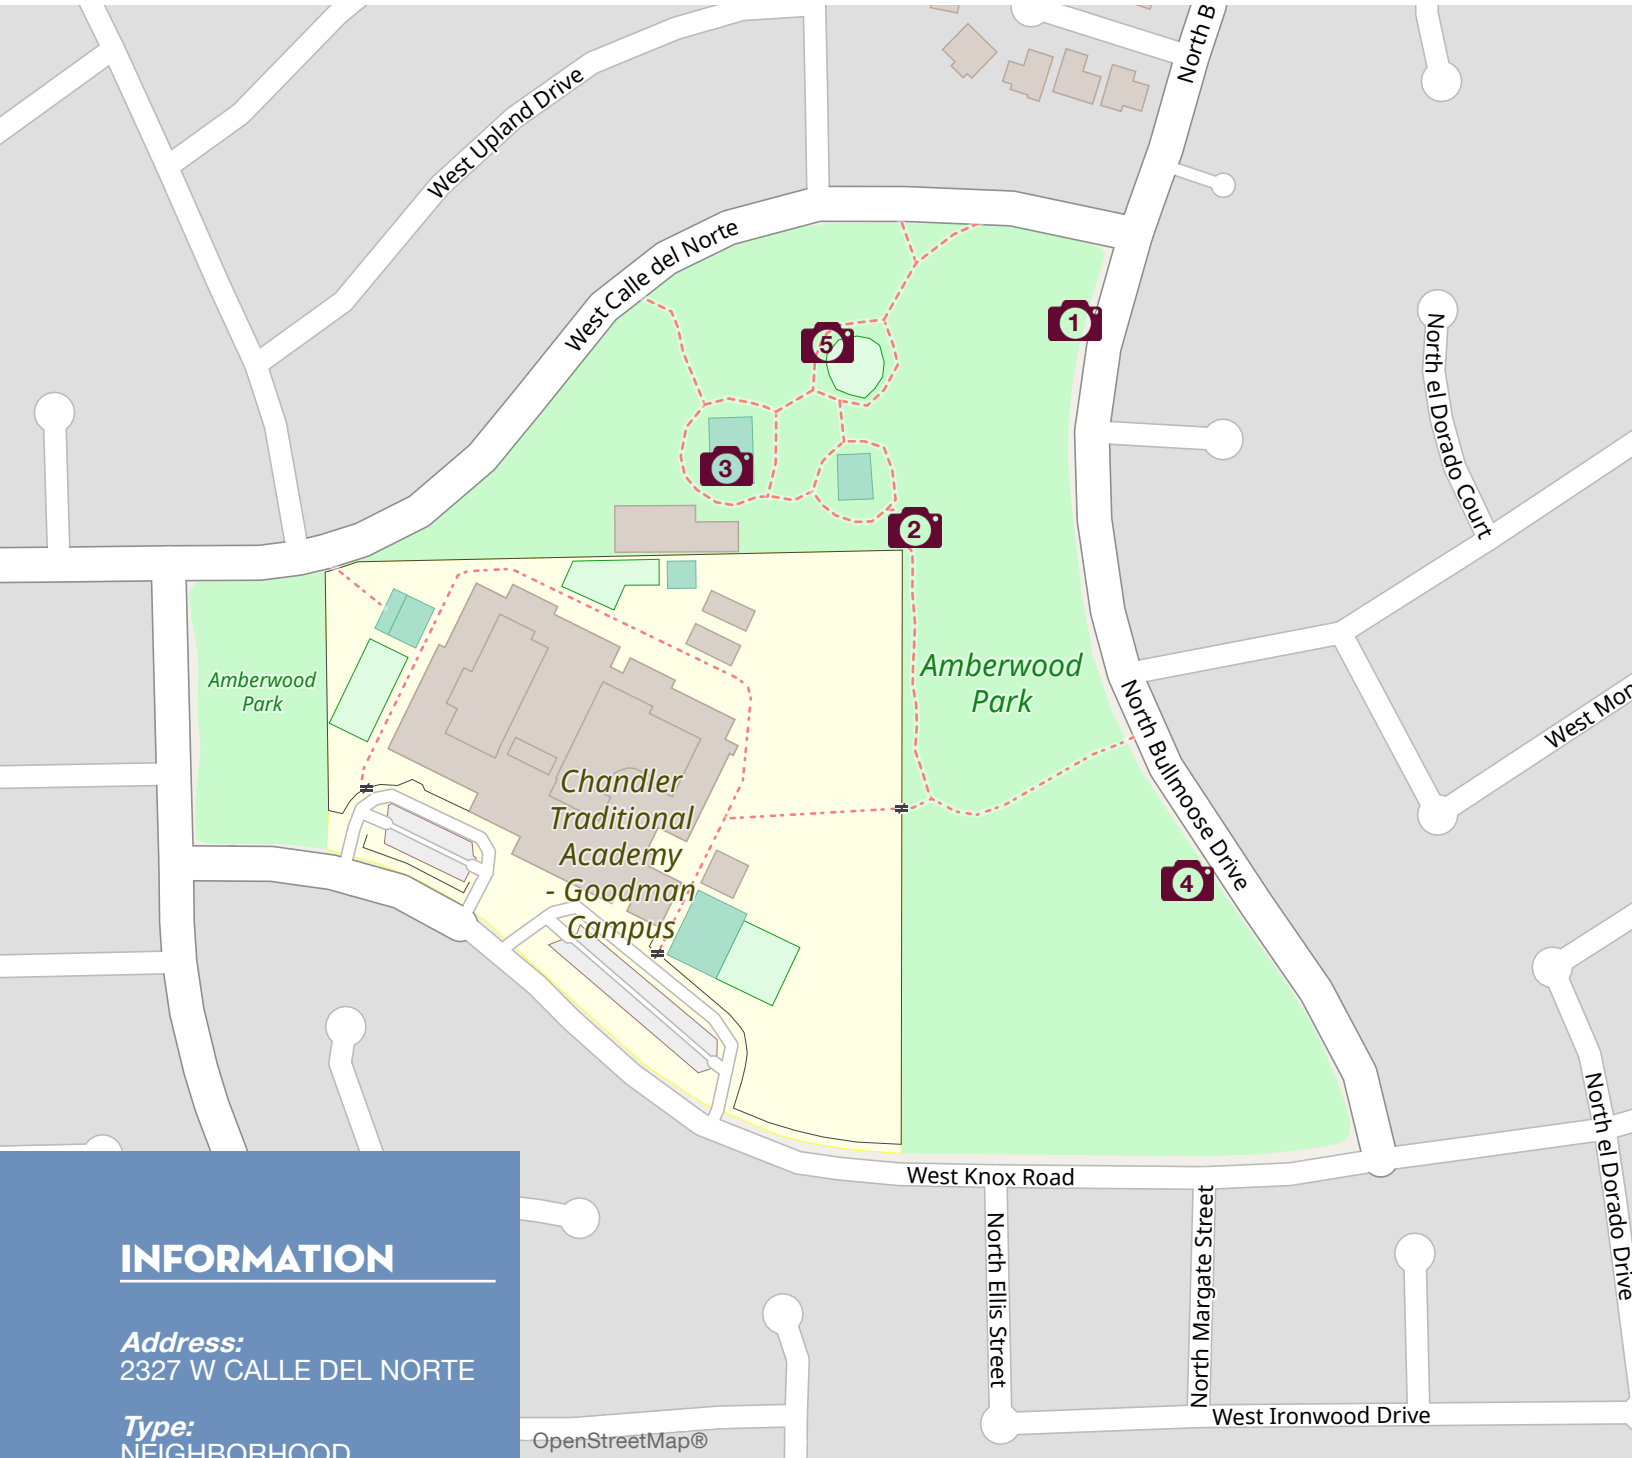 North B
West Upland Drive
West Calle del Norte
1
5
North el Dorado Court
3
2
Amberwood
Park
Amberwood
Park
West Mon
North Bullmoose Drive
Chandler
Traditional
Academy
- Goodman
Campus
4
North el Dorado Drive
West Knox Road
North Ellis Street
North Margate Street
West Ironwood Drive
INFORMATION
Address:
2327 W CALLE DEL NORTE
Type:
NEIGHBORHOOD
OpenStreetMap®